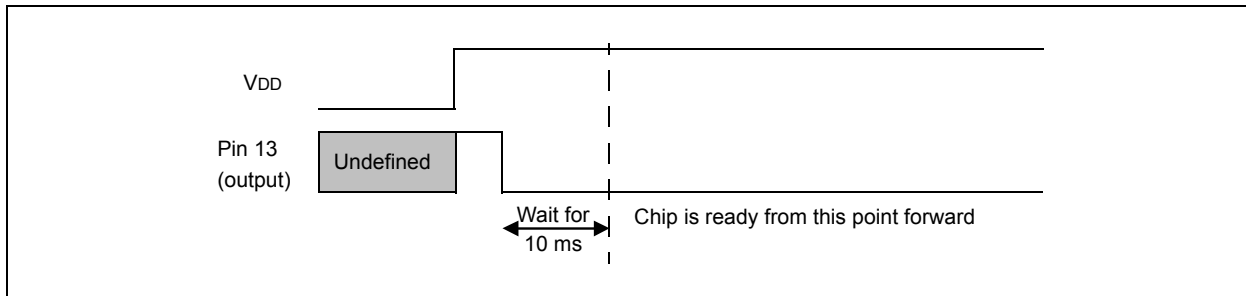 VDD
Pin 13
(output)
Undefined
Wait for
10 ms
Chip is ready from this point forward